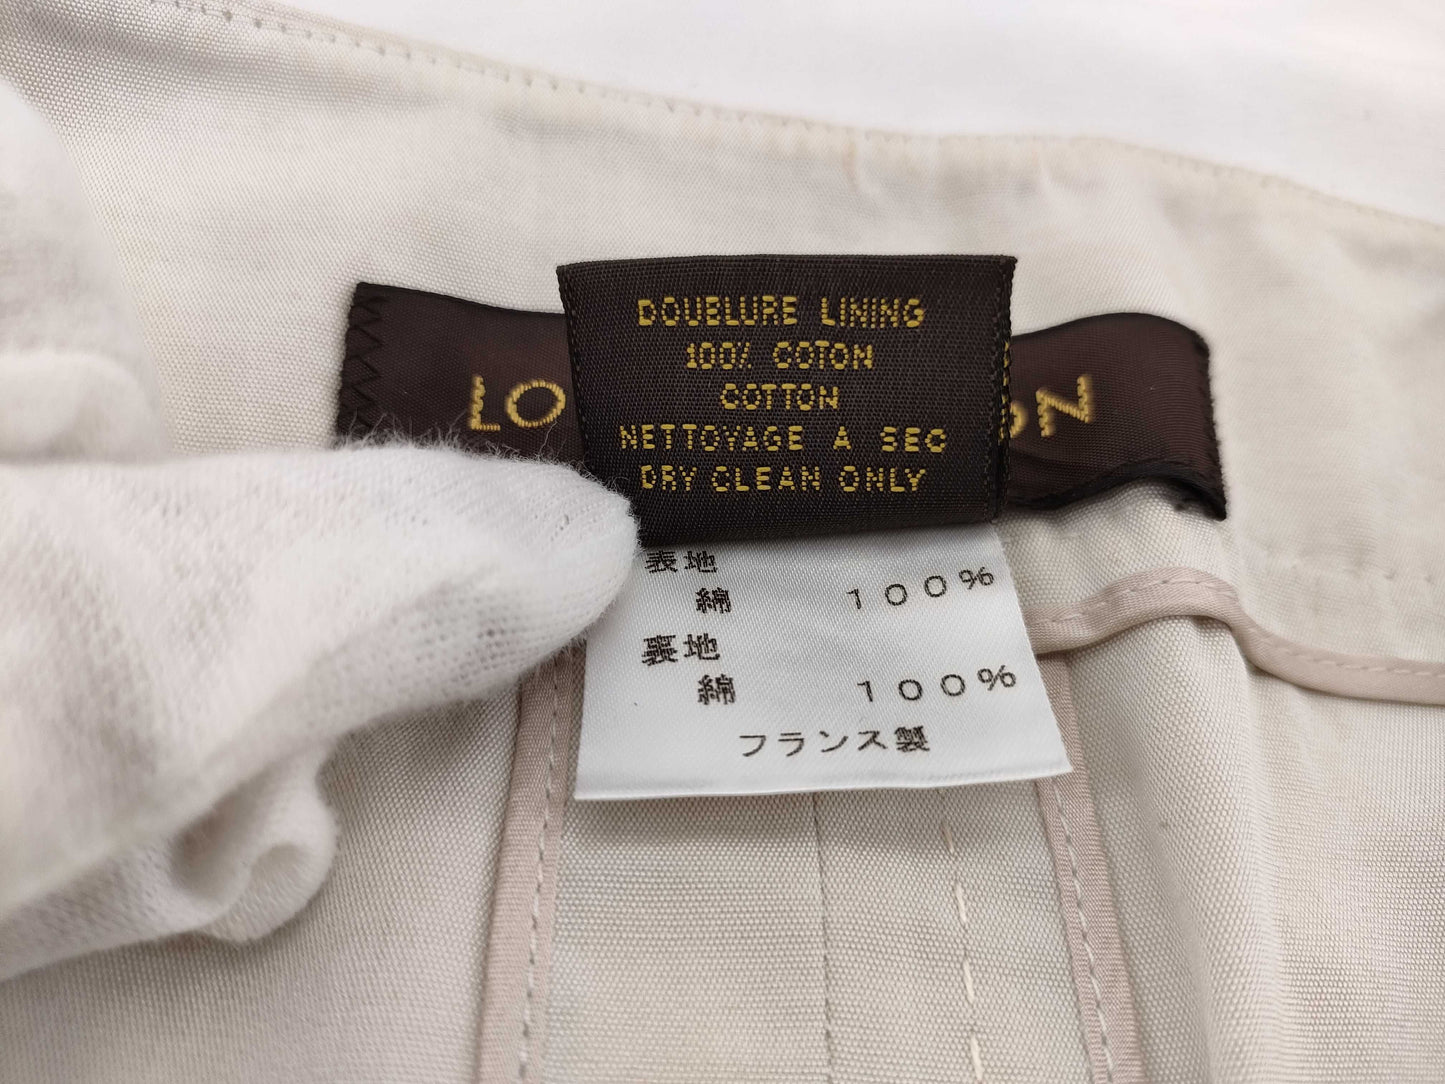 LO
ON
DOUBLURE LINING
100% COTON
COTTON
NETTOYAGE A SEC
DRY CLEAN ONLY
表地
綿 100%
裏地
綿 100%
フランス製